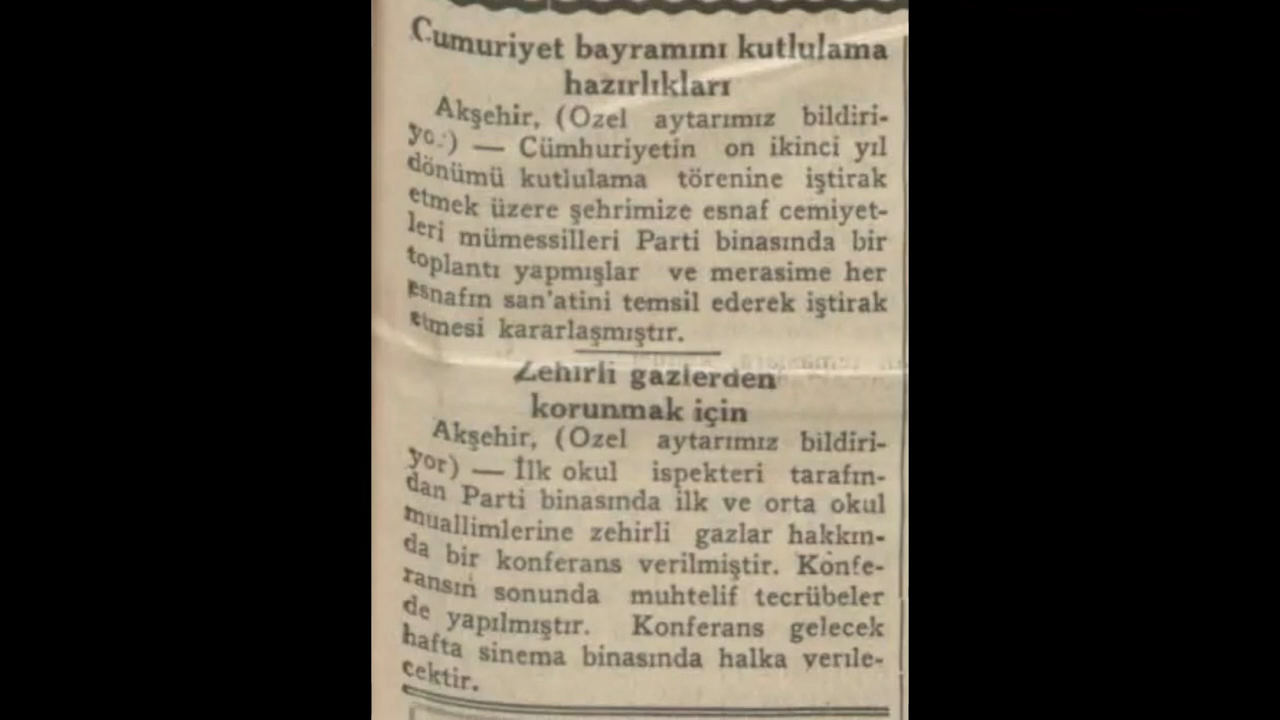 Cumuriyet bayramını kutlulama
hazırlıkları
Akşehir, (Ozel aytarımız bildiri-
yor) — Cümhuriyetin on ikinci yıl
dönümü kutlulama törenine iştirak
etmek üzere şehrimize esnaf cemiyet-
leri mümessilleri Parti binasında bir
toplantı yapmışlar ve merasime her
esnafın san'atini temsil ederek iştirak
etmesi kararlaşmıştır.
Zehirli gazlerden
korunmak için
Akşehir, (Ozel aytarımız bildiri-
yor) — İlk okul ispekteri tarafın-
dan Parti binasında ilk ve orta okul
muallimlerine zehirli gazlar hakkın-
da bir konferans verilmiştir. Konfe-
ransın sonunda muhtelif tecrübeler
de yapılmıştır. Konferans gelecek
hafta sinema binasında halka verile-
cektir.